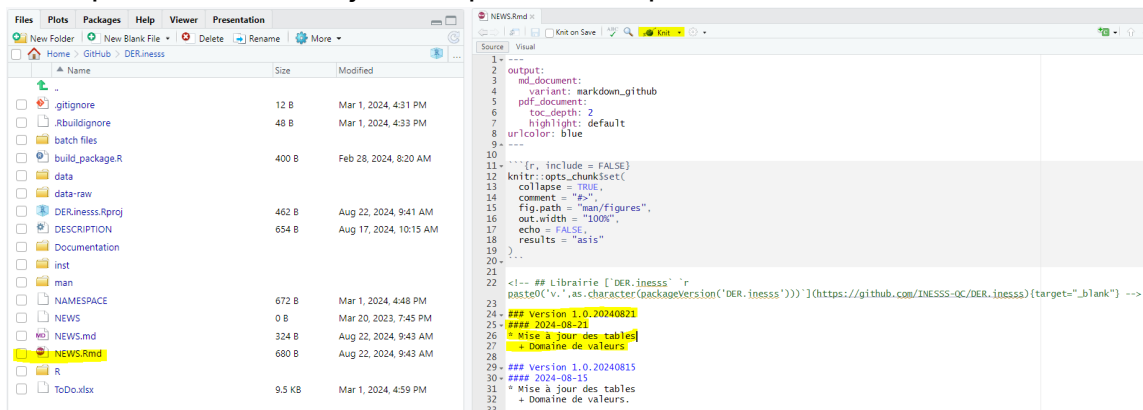 Files Plots Packages Help Viewer Presentation
New Folder New Blank File Delete Rename More
Home GitHub DER.inesss
Name Size Modified
..
.gitignore 12 B Mar 1, 2024, 4:31 PM
.Rbuildignore 48 B Mar 1, 2024, 4:33 PM
batch files
build_package.R 400 B Feb 28, 2024, 8:20 AM
data
data-raw
DER.inesss.Rproj 462 B Aug 22, 2024, 9:41 AM
DESCRIPTION 654 B Aug 17, 2024, 10:15 AM
Documentation
inst
man
NAMESPACE 672 B Mar 1, 2024, 4:48 PM
NEWS 0 B Mar 20, 2023, 7:45 PM
NEWS.md 324 B Aug 22, 2024, 9:43 AM
NEWS.Rmd 680 B Aug 22, 2024, 9:43 AM
R
ToDo.xlsx 9.5 KB Mar 1, 2024, 4:59 PM
NEWS.Rmd
Knit on Save Knit
Source Visual
1 ---
2 output:
3 md_document:
4 variant: markdown_github
5 pdf_document:
6 toc_depth: 2
7 highlight: default
8 urlcolor: blue
9 ---
10
11 ```{r, include = FALSE}
12 knitr::opts_chunk$set(
13 collapse = TRUE,
14 comment = "#>",
15 fig.path = "man/figures",
16 out.width = "100%",
17 echo = FALSE,
18 results = "asis"
19 )
20 ```
21
22 <!-- ## Librairie [`DER.inesss` `r
paste0('v.',as.character(packageVersion('DER.inesss')))`](https://github.com/INESSS-QC/DER.inesss){target="_blank"} -->
23
24 ### Version 1.0.20240821
25 #### 2024-08-21
26 * Mise à jour des tables
27 + Domaine de valeurs
28
29 ### Version 1.0.20240815
30 #### 2024-08-15
31 * Mise à jour des tables
32 + Domaine de valeurs.